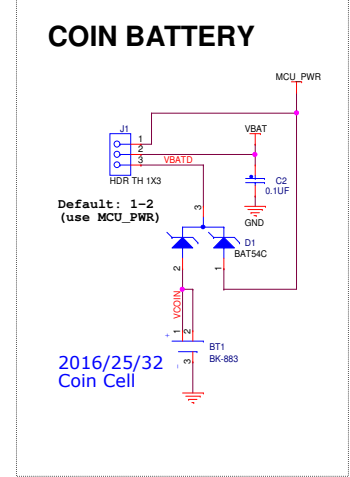 COIN BATTERY
MCU_PWR
J1
1
2
3
VBATD
HDR TH 1X3
VBAT
C2
0.1UF
GND
Default: 1-2
(use MCU_PWR)
3
D1
BAT54C
2
1
VCOIN
+
1
2
BT1
BK-883
-
3
2016/25/32
Coin Cell